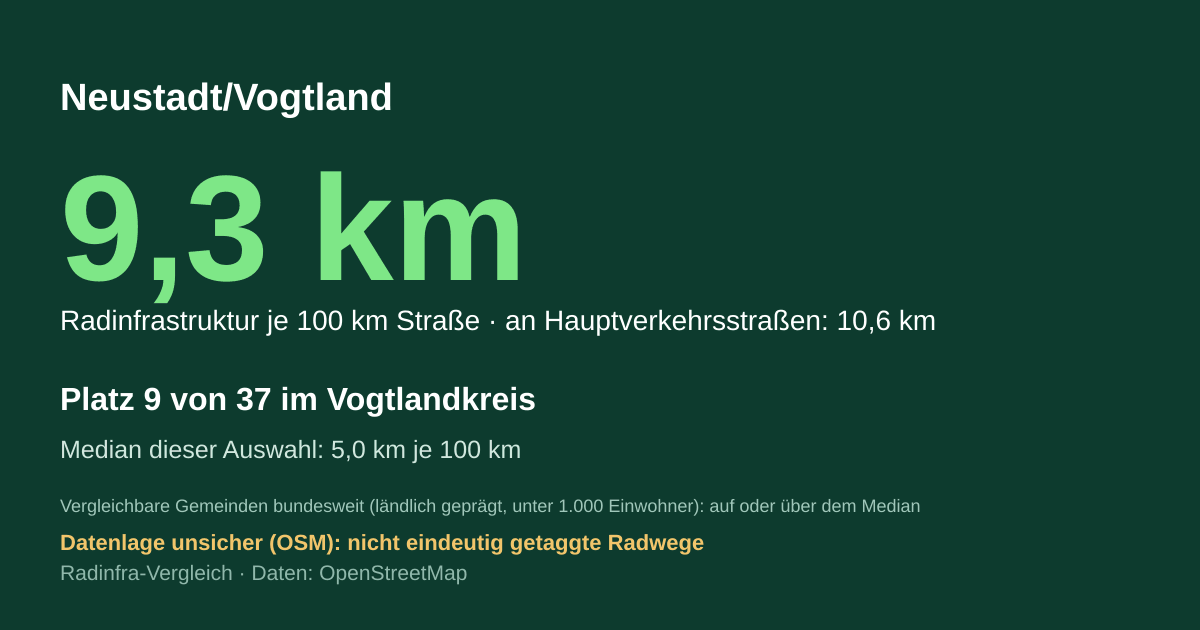 Neustadt/Vogtland
9,3 km
Radinfrastruktur je 100 km Straße · an Hauptverkehrsstraßen: 10,6 km
Platz 9 von 37 im Vogtlandkreis
Median dieser Auswahl: 5,0 km je 100 km
Vergleichbare Gemeinden bundesweit (ländlich geprägt, unter 1.000 Einwohner): auf oder über dem Median
Datenlage unsicher (OSM): nicht eindeutig getaggte Radwege
Radinfra-Vergleich · Daten: OpenStreetMap